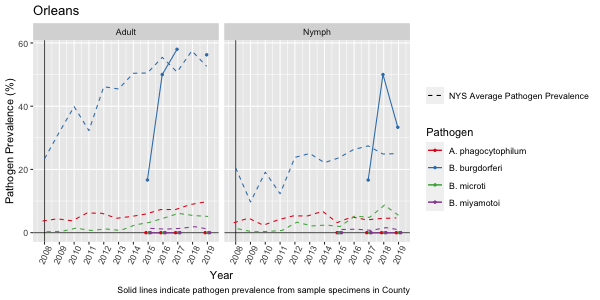 Orleans
Adult
Nymph
Pathogen Prevalence (%)
60
40
20
0
2008 2009 2010 2011 2012 2013 2014 2015 2016 2017 2018 2019
2008 2009 2010 2011 2012 2013 2014 2015 2016 2017 2018 2019
Year
NYS Average Pathogen Prevalence
Pathogen
A. phagocytophilum
B. burgdorferi
B. microti
B. miyamotoi
Solid lines indicate pathogen prevalence from sample specimens in County